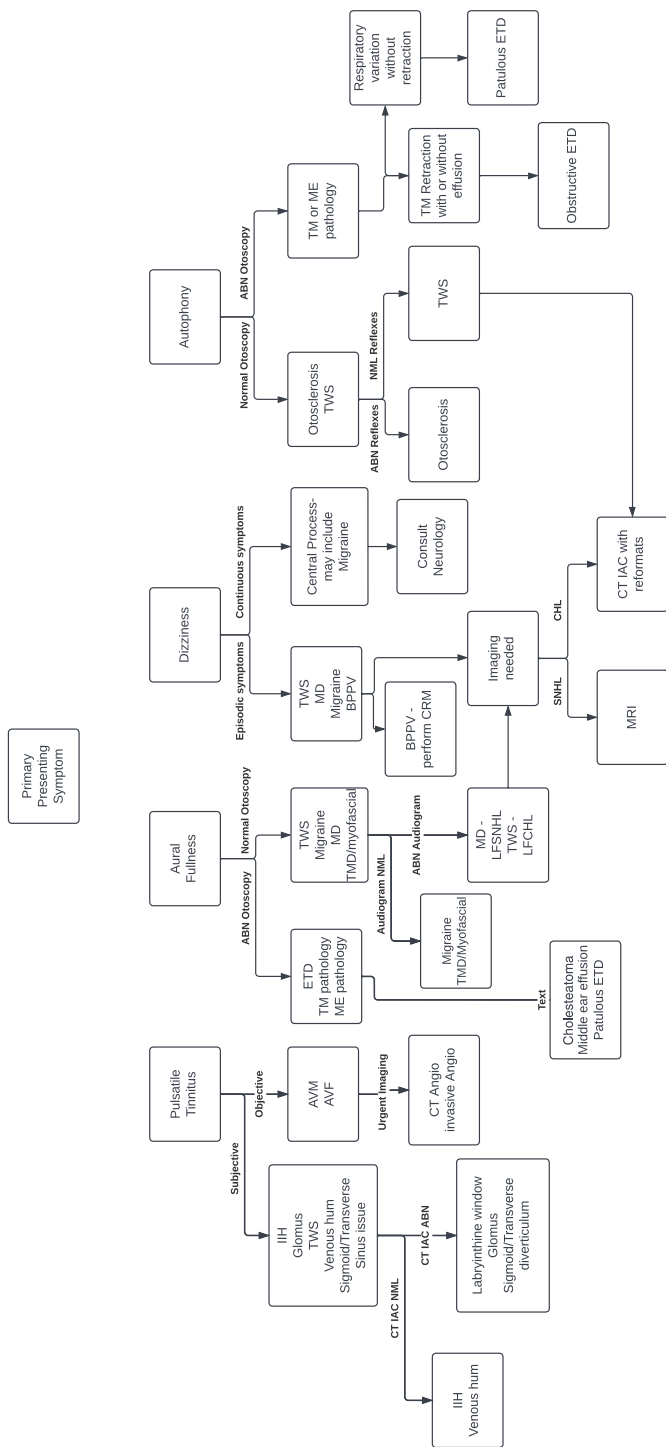 Primary
Presenting
Symptom
Pulsatile
Tinnitus
Subjective
Objective
IIH
Glomus
TWS
Venous hum
Sigmoid/Transverse
Sinus issue
AVM
AVF
CT IAC NML
CT IAC ABN
Urgent Imaging
IIH
Venous hum
Labryinthine window
Glomus
Sigmoid/Transverse
diverticulum
CT Angio
invasive Angio
Aural
Fullness
ABN Otoscopy
Normal Otoscopy
ETD
TM pathology
ME pathology
TWS
Migraine
MD
TMD/myofascial
Text
Audiogram NML
ABN Audiogram
Cholesteatoma
Middle ear effusion
Patulous ETD
Migraine
TMD/Myofascial
MD -
LFSNHL
TWS -
LFCHL
Dizziness
Episodic symptoms
Continuous symptoms
TWS
MD
Migraine
BPPV
Central Process-
may include
Migraine
BPPV -
perform CRM
Imaging
needed
Consult
Neurology
SNHL
CHL
MRI
CT IAC with
reformats
Autophony
Normal Otoscopy
ABN Otoscopy
Otosclerosis
TWS
TM or ME
pathology
ABN Reflexes
NML Reflexes
Otosclerosis
TWS
TM Retraction
with or without
effusion
Respiratory
variation
without
retraction
Obstructive ETD
Patulous ETD